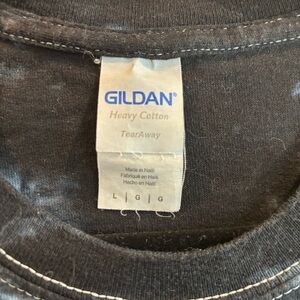 GILDAN®
Heavy Cotton
TearAway
Made in Haiti
Fabriqué en Haïti
Hecho en Haití
L | G | G